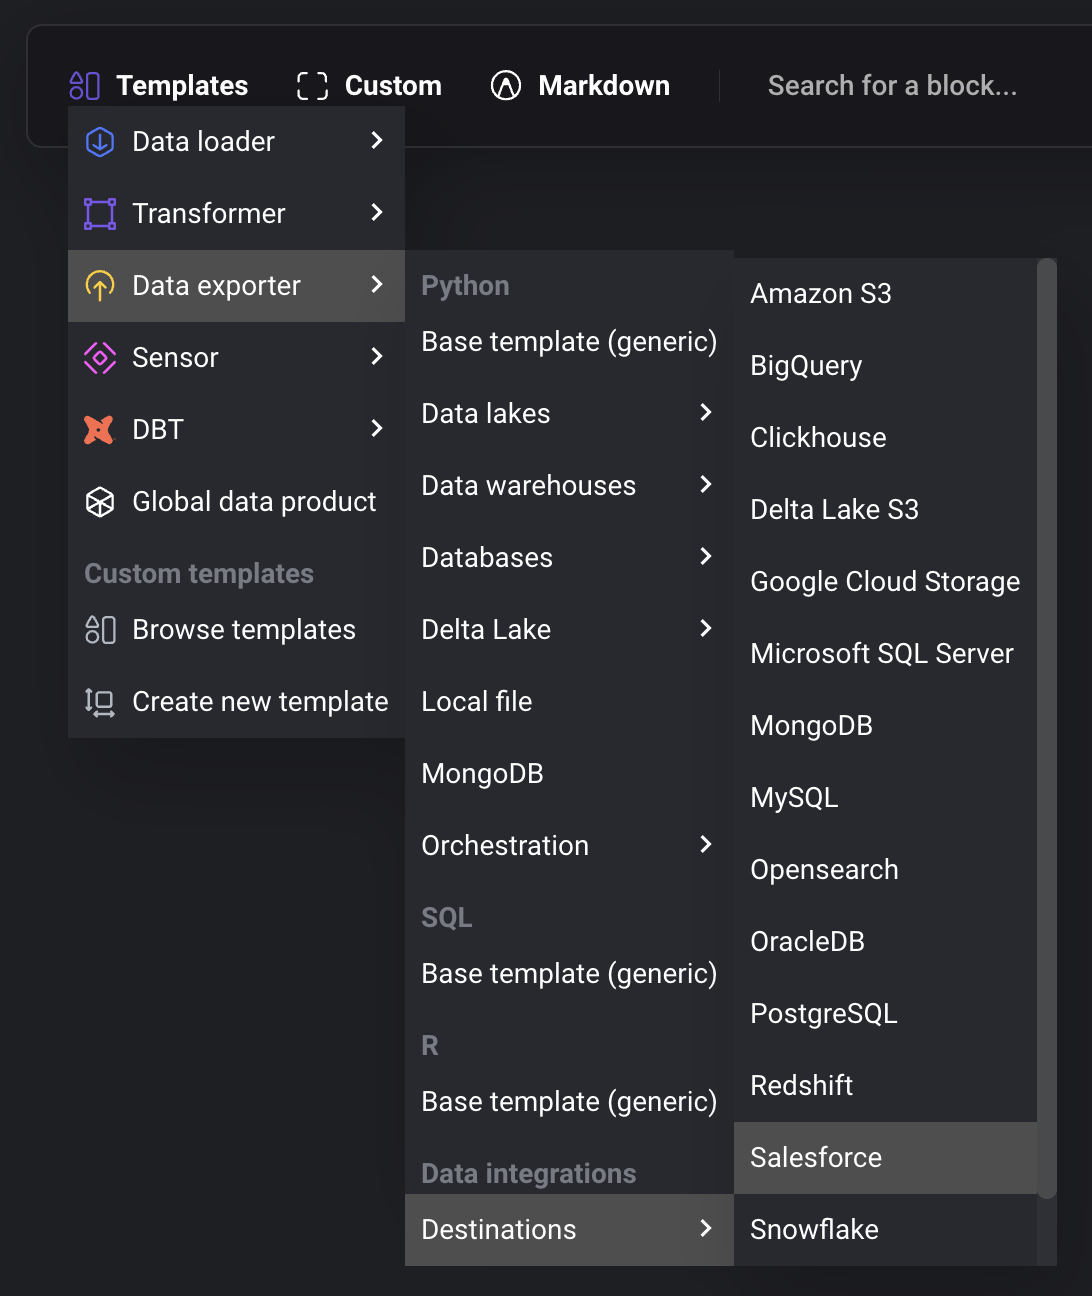 Templates
Custom
Markdown
Search for a block...
Data loader
Transformer
Data exporter
Sensor
DBT
Global data product
Custom templates
Browse templates
Create new template
Python
Base template (generic)
Data lakes
Data warehouses
Databases
Delta Lake
Local file
MongoDB
Orchestration
SQL
Base template (generic)
R
Base template (generic)
Data integrations
Destinations
Amazon S3
BigQuery
Clickhouse
Delta Lake S3
Google Cloud Storage
Microsoft SQL Server
MongoDB
MySQL
Opensearch
OracleDB
PostgreSQL
Redshift
Salesforce
Snowflake